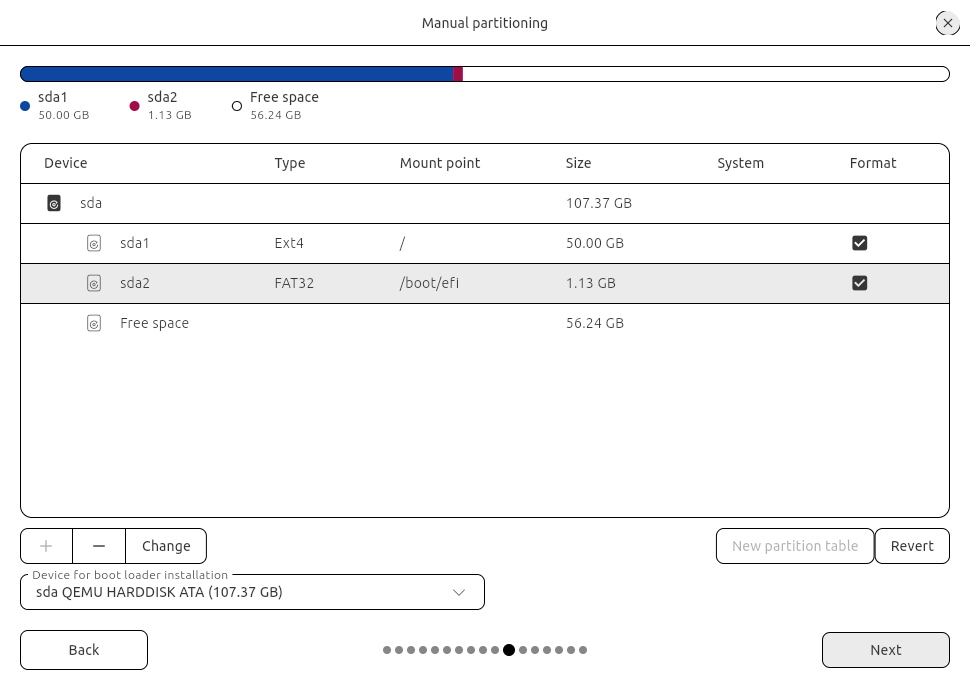 Manual partitioning
sda1
50.00 GB
sda2
1.13 GB
Free space
56.24 GB
Device Type Mount point Size System Format
sda 107.37 GB
sda1 Ext4 / 50.00 GB
sda2 FAT32 /boot/efi 1.13 GB
Free space 56.24 GB
Change
New partition table
Revert
Device for boot loader installation
sda QEMU HARDDISK ATA (107.37 GB)
Back
Next